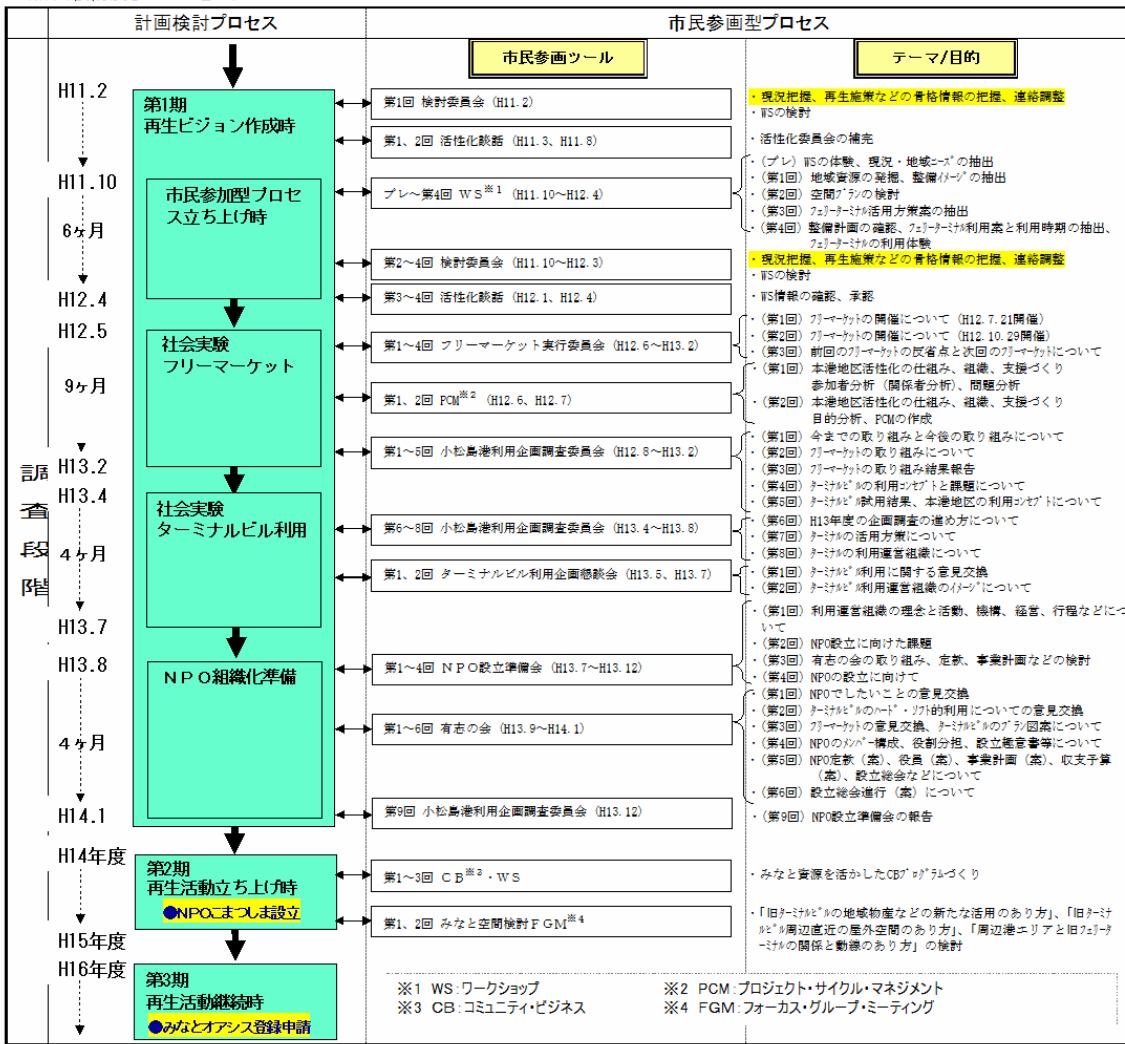 計画検討プロセス
市民参画型プロセス
市民参画ツール
テーマ/目的
調査段階
H11.2
H11.10
6ヶ月
H12.4
H12.5
9ヶ月
H13.2
H13.4
4ヶ月
H13.7
H13.8
4ヶ月
H14.1
H14年度
H15年度
H16年度
第1期
再生ビジョン作成時
市民参加型プロセ
ス立ち上げ時
社会実験
フリーマーケット
社会実験
ターミナルビル利用
NPO組織化準備
第2期
再生活動立ち上げ時
●NPOこまつしま設立
第3期
再生活動継続時
●みなとオアシス登録申請
第1回 検討委員会（H11.2）
・現況把握、再生施策などの骨格情報の把握、連絡調整
・WSの検討
第1、2回 活性化談話（H11.3、H11.8）
・活性化委員会の補完
プレ～第4回 WS※1（H11.10～H12.4）
・（プレ）WSの体験、現況・地域ニーズの抽出
・（第1回）地域資源の発掘、整備イメージの抽出
・（第2回）空間プランの検討
・（第3回）フェリーターミナル活用方策案の抽出
・（第4回）整備計画の確認、フェリーターミナル利用案と利用時期の抽出、
フェリーターミナルの利用体験
第2～4回 検討委員会（H11.10～H12.3）
・現況把握、再生施策などの骨格情報の把握、連絡調整
・WSの検討
第3～4回 活性化談話（H12.1、H12.4）
・WS情報の確認、承認
第1～4回 フリーマーケット実行委員会（H12.6～H13.2）
・（第1回）フリーマーケットの開催について（H12.7.21開催）
・（第2回）フリーマーケットの開催について（H12.10.29開催）
・（第3回）前回のフリーマーケットの反省点と次回のフリーマーケットについて
第1、2回 PCM※2（H12.6、H12.7）
・（第1回）本港地区活性化の仕組み、組織、支援づくり
参加者分析（関係者分析）、問題分析
・（第2回）本港地区活性化の仕組み、組織、支援づくり
目的分析、PCMの作成
第1～5回 小松島港利用企画調査委員会（H12.8～H13.2）
・（第1回）今までの取り組みと今後の取り組みについて
・（第2回）フリーマーケットの取り組みについて
・（第3回）フリーマーケットの取り組み結果報告
・（第4回）ターミナルビルの利用コンセプトと課題について
・（第5回）ターミナルビル試用結果、本港地区の利用コンセプトについて
第6～8回 小松島港利用企画調査委員会（H13.4～H13.8）
・（第6回）H13年度の企画調査の進め方について
・（第7回）ターミナルの活用方策について
・（第8回）ターミナルの利用運営組織について
第1、2回 ターミナルビル利用企画懇談会（H13.5、H13.7）
・（第1回）ターミナルビル利用に関する意見交換
・（第2回）ターミナルビル利用運営組織のイメージについて
第1～4回 NPO設立準備会（H13.7～H13.12）
・（第1回）利用運営組織の理念と活動、機構、経営、行程などにつ
いて
・（第2回）NPO設立に向けた課題
・（第3回）有志の会の取り組み、定款、事業計画などの検討
・（第4回）NPOの設立に向けて
第1～6回 有志の会（H13.9～H14.1）
・（第1回）NPOでしたいことの意見交換
・（第2回）ターミナルビルのハード・ソフト的利用についての意見交換
・（第3回）フリーマーケットの意見交換、ターミナルビルのプラン図案について
・（第4回）NPOのメンバー構成、役割分担、設立趣意書等について
・（第5回）NPO定款（案）、役員（案）、事業計画（案）、収支予算
（案）、設立総会などについて
・（第6回）設立総会進行（案）について
第9回 小松島港利用企画調査委員会（H13.12）
・（第9回）NPO設立準備会の報告
第1～3回 CB※3・WS
・みなと資源を活かしたCBプログラムづくり
第1、2回 みなと空間検討FGM※4
・「旧ターミナルビルの地域物産などの新たな活用のあり方」、「旧ターミ
ナルビル周辺直近の屋外空間のあり方」、「周辺港エリアと旧フェリーター
ミナルの関係と動線のあり方」の検討
※1 WS：ワークショップ ※2 PCM：プロジェクト・サイクル・マネジメント
※3 CB：コミュニティ・ビジネス ※4 FGM：フォーカス・グループ・ミーティング